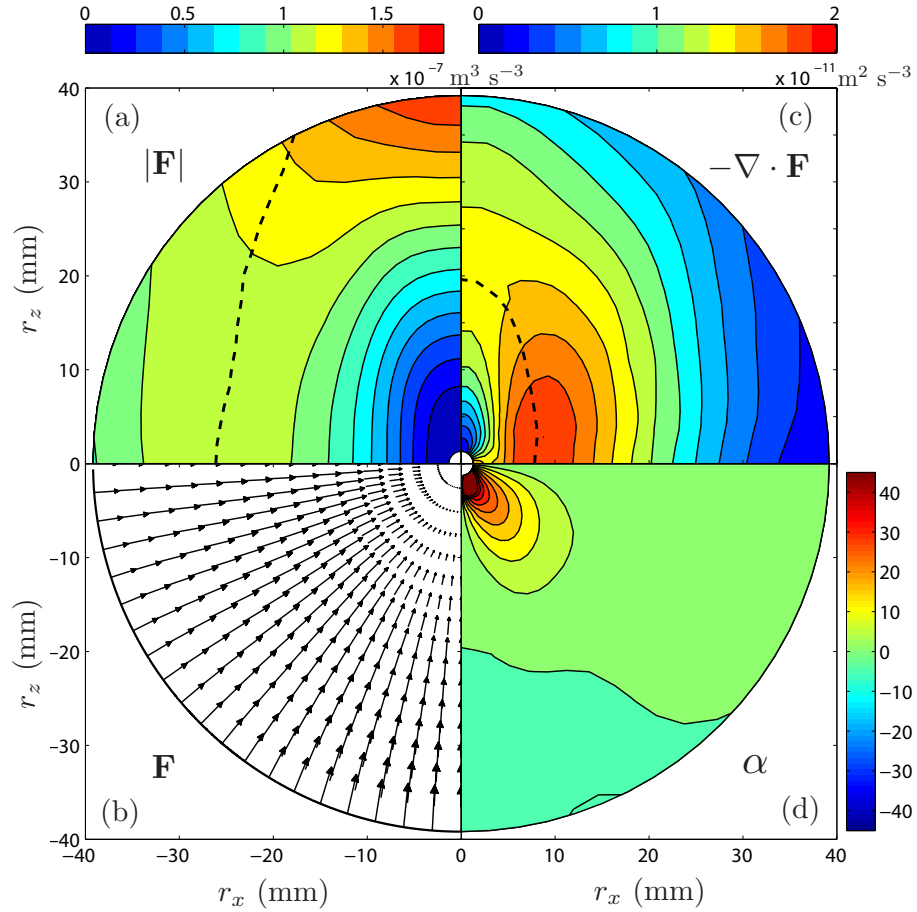 0 0.5 1 1.5
0 1 2
x 10⁻⁷ m³ s⁻³
x 10⁻¹¹ m² s⁻³
(a)
|F|
(c)
−∇ · F
40
30
20
10
0
−10
−20
−30
−40
r_z (mm)
r_z (mm)
F
(b)
α
(d)
40
30
20
10
0
−10
−20
−30
−40
−40 −30 −20 −10 0 10 20 30 40
r_x (mm)
r_x (mm)